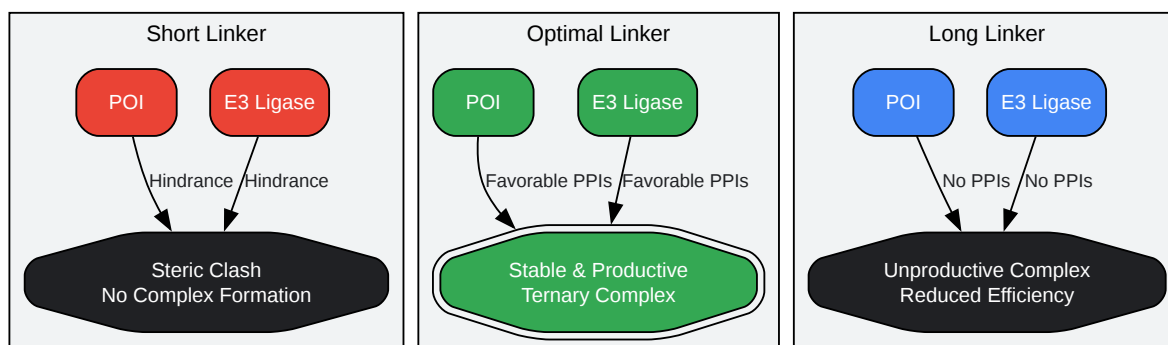 Short Linker
POI
E3 Ligase
Hindrance
Hindrance
Steric Clash
No Complex Formation
Optimal Linker
POI
E3 Ligase
Favorable PPIs
Favorable PPIs
Stable & Productive
Ternary Complex
Long Linker
POI
E3 Ligase
No PPIs
No PPIs
Unproductive Complex
Reduced Efficiency